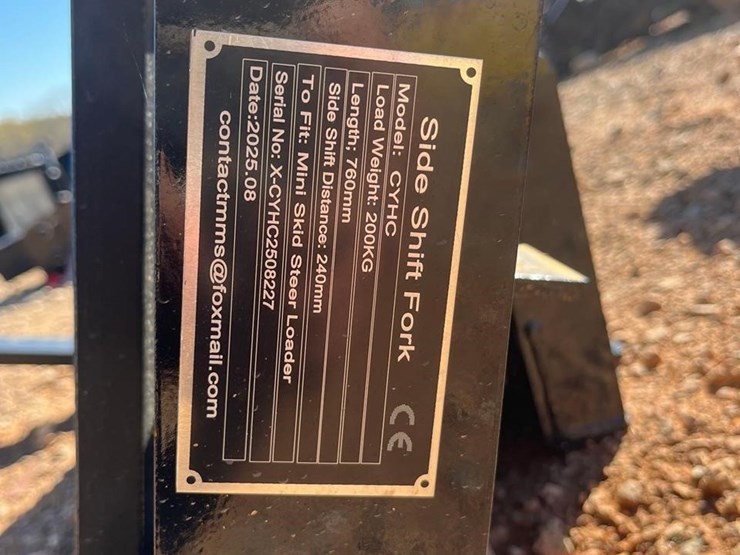 Side Shift Fork CE
Model: CYHC
Load Weight: 200KG
Length; 760mm
Side Shift Distance: 240mm
To Fit: Mini Skid Steer Loader
Serial No: X-CYHC2508227
Date:2025.08
contactmms@foxmail.com